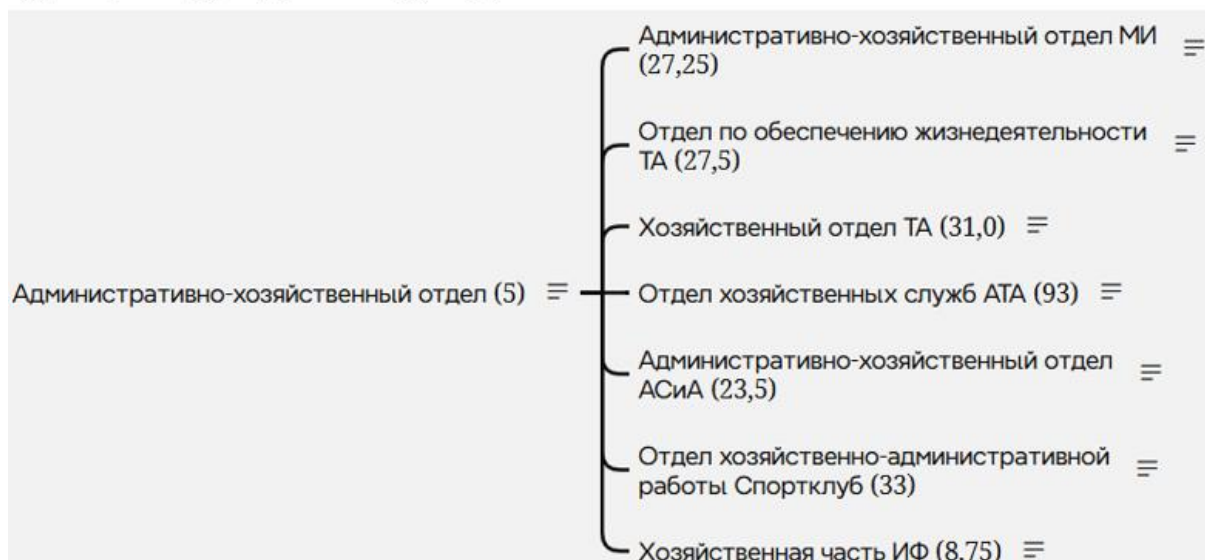 Административно-хозяйственный отдел (5)
Административно-хозяйственный отдел МИ
(27,25)
Отдел по обеспечению жизнедеятельности
ТА (27,5)
Хозяйственный отдел ТА (31,0)
Отдел хозяйственных служб АТА (93)
Административно-хозяйственный отдел
АСиА (23,5)
Отдел хозяйственно-административной
работы Спортклуб (33)
Хозяйственная часть ИФ (8,75)